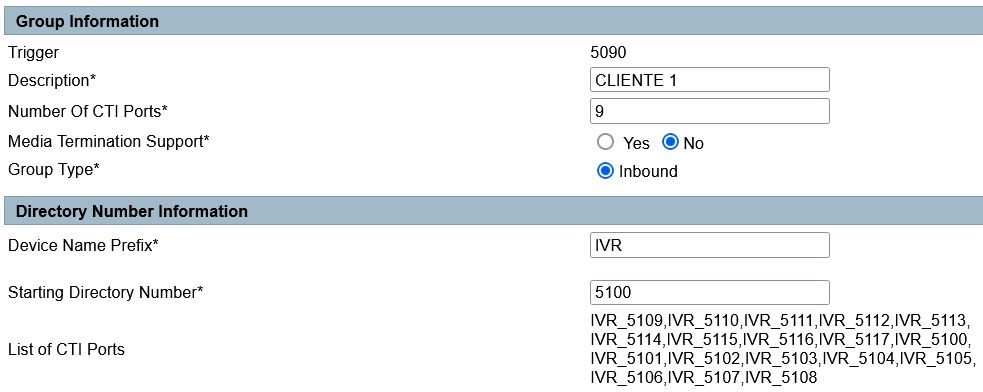 Group Information
Trigger 5090
Description* CLIENTE 1
Number Of CTI Ports* 9
Media Termination Support* Yes No
Group Type* Inbound
Directory Number Information
Device Name Prefix* IVR
Starting Directory Number* 5100
List of CTI Ports
IVR_5109,IVR_5110,IVR_5111,IVR_5112,IVR_5113,
IVR_5114,IVR_5115,IVR_5116,IVR_5117,IVR_5100,
IVR_5101,IVR_5102,IVR_5103,IVR_5104,IVR_5105,
IVR_5106,IVR_5107,IVR_5108